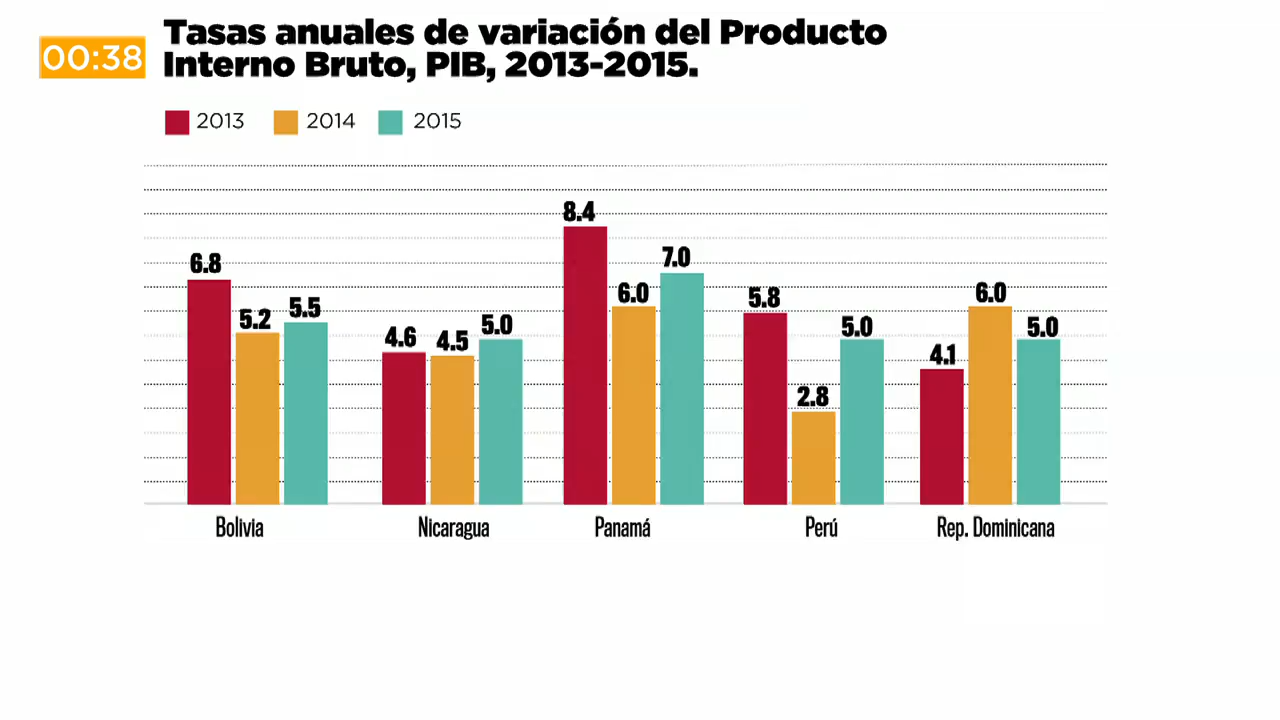 00:38
Tasas anuales de variación del Producto
Interno Bruto, PIB, 2013-2015.
2013 2014 2015
6.8 5.2 5.5
4.6 4.5 5.0
8.4 6.0 7.0
5.8 2.8 5.0
4.1 6.0 5.0
Bolivia Nicaragua Panamá Perú Rep. Dominicana